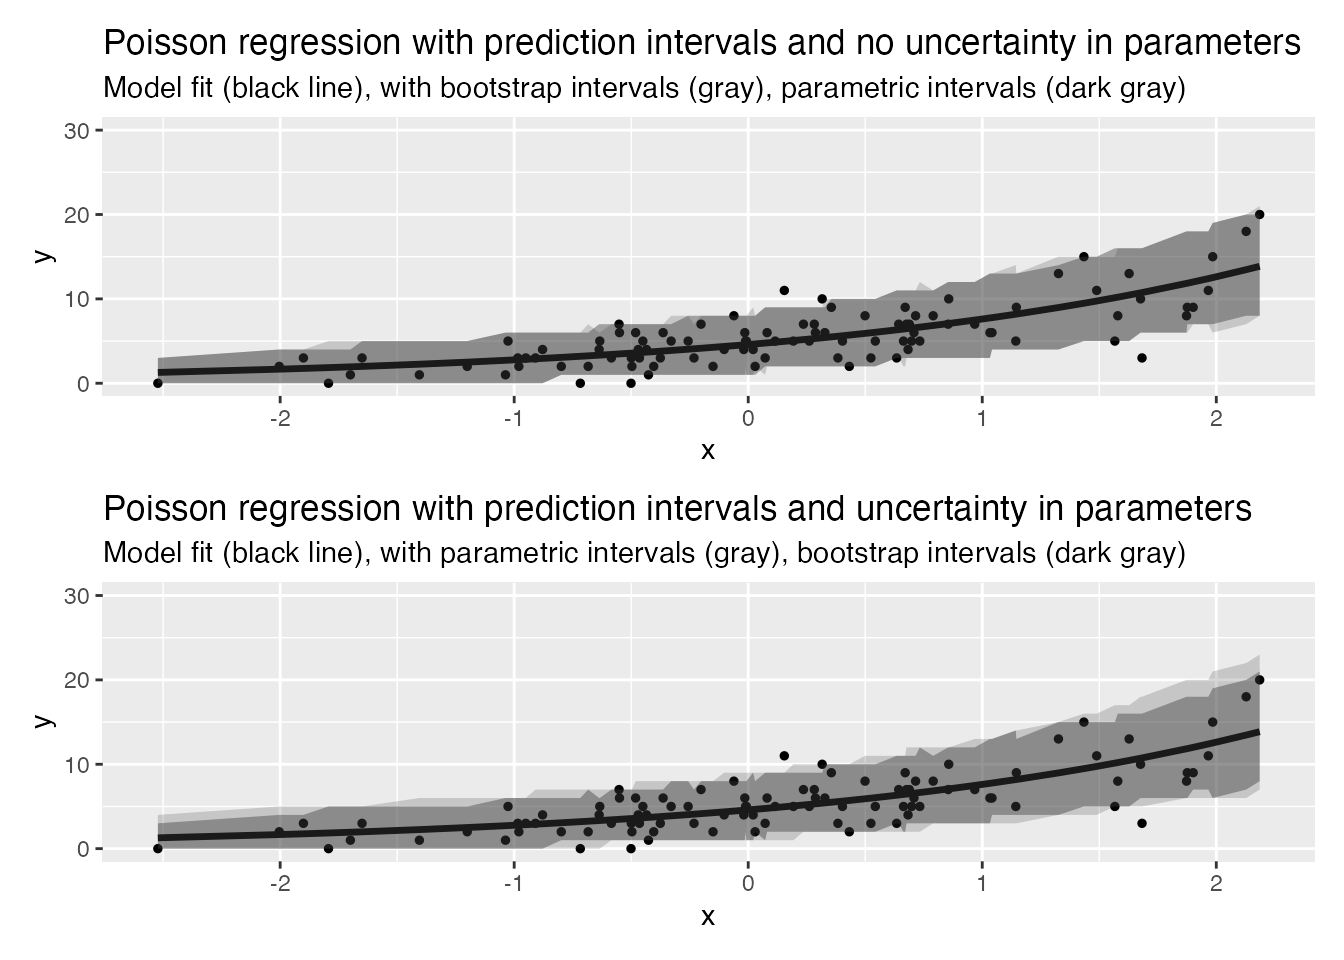 Poisson regression with prediction intervals and no uncertainty in parameters
Model fit (black line), with bootstrap intervals (gray), parametric intervals (dark gray)
30
20
10
0
y
-2 -1 0 1 2
x
Poisson regression with prediction intervals and uncertainty in parameters
Model fit (black line), with parametric intervals (gray), bootstrap intervals (dark gray)
30
20
10
0
y
-2 -1 0 1 2
x